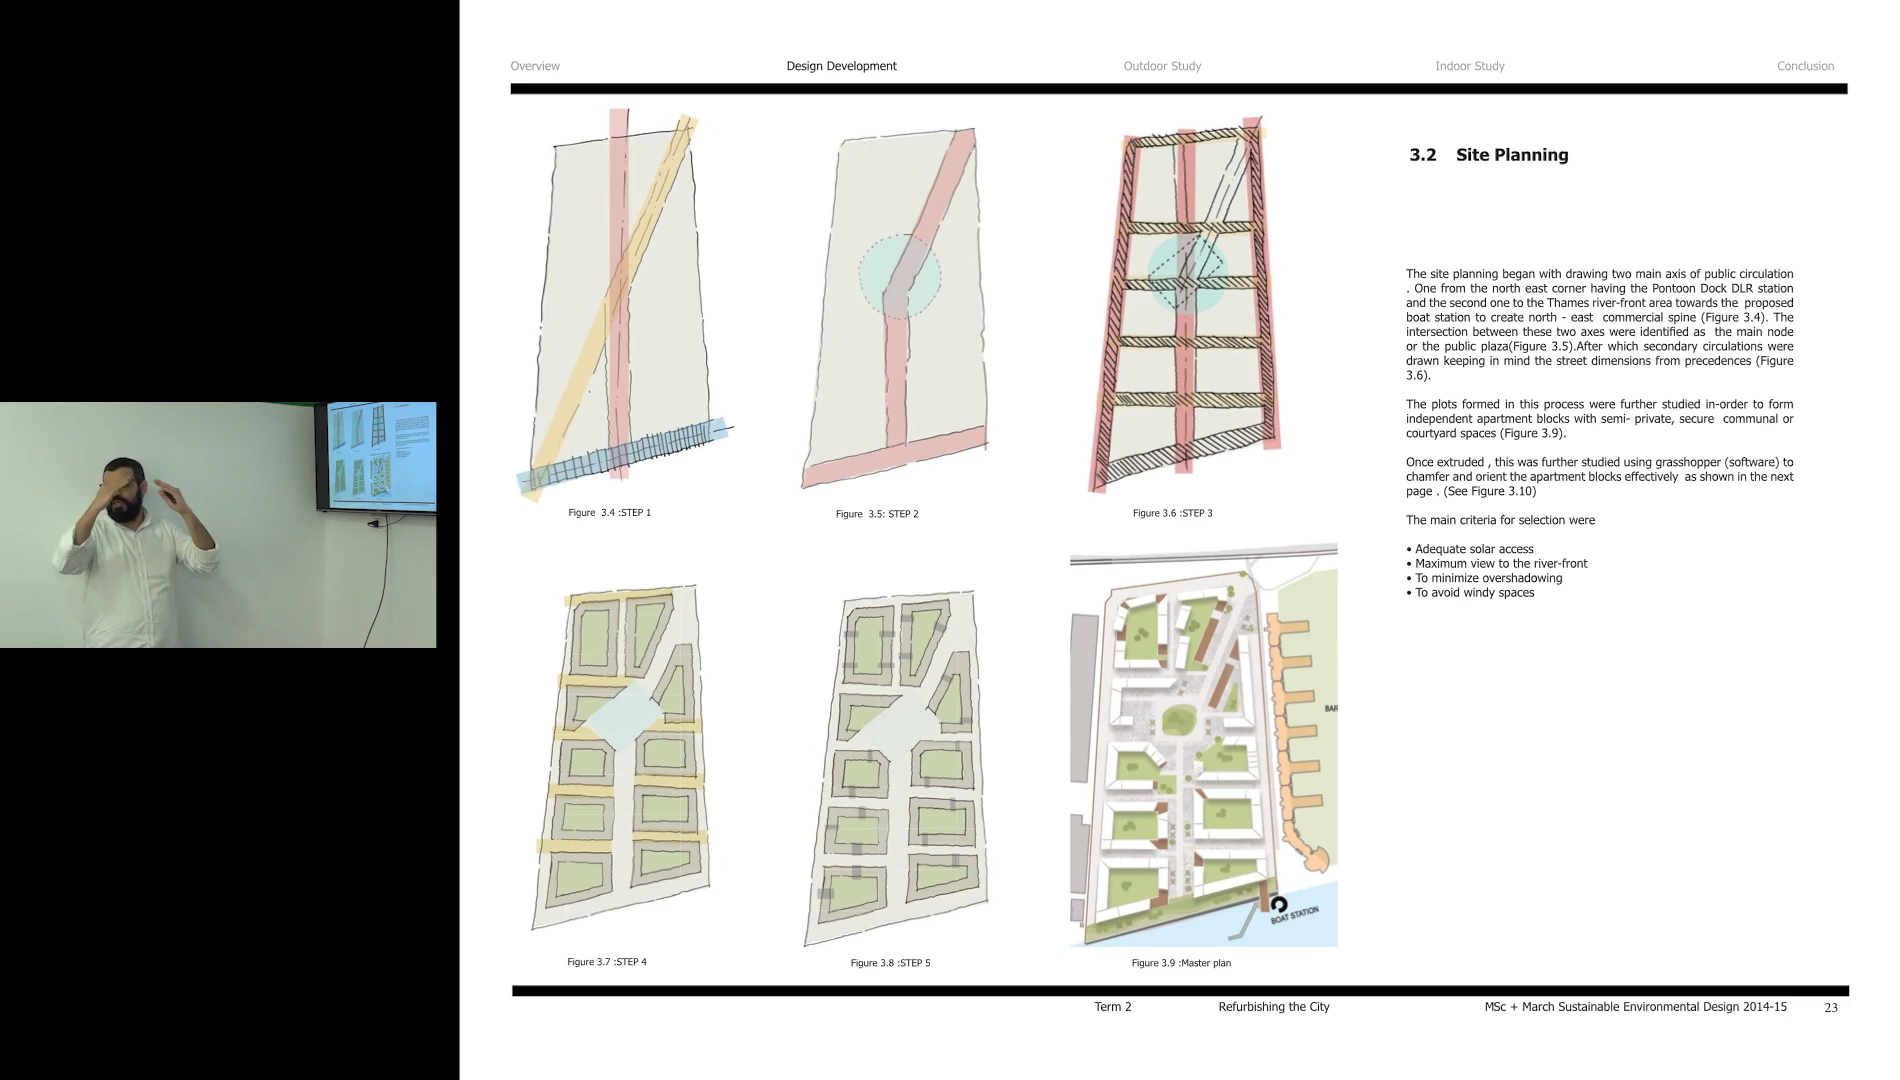 Overview
Design Development
Outdoor Study
Indoor Study
Conclusion
3.2 Site Planning
The site planning began with drawing two main axis of public circulation
. One from the north east corner having the Pontoon Dock DLR station
and the second one to the Thames river-front area towards the proposed
boat station to create north - east commercial spine (Figure 3.4). The
intersection between these two axes were identified as the main node
or the public plaza(Figure 3.5).After which secondary circulations were
drawn keeping in mind the street dimensions from precedences (Figure
3.6).
The plots formed in this process were further studied in-order to form
independent apartment blocks with semi- private, secure communal or
courtyard spaces (Figure 3.9).
Once extruded , this was further studied using grasshopper (software) to
chamfer and orient the apartment blocks effectively as shown in the next
page . (See Figure 3.10)
The main criteria for selection were
• Adequate solar access
• Maximum view to the river-front
• To minimize overshadowing
• To avoid windy spaces
Figure 3.4 :STEP 1
Figure 3.5: STEP 2
Figure 3.6 :STEP 3
BAR
BOAT STATION
Figure 3.7 :STEP 4
Figure 3.8 :STEP 5
Figure 3.9 :Master plan
Term 2
Refurbishing the City
MSc + March Sustainable Environmental Design 2014-15
23